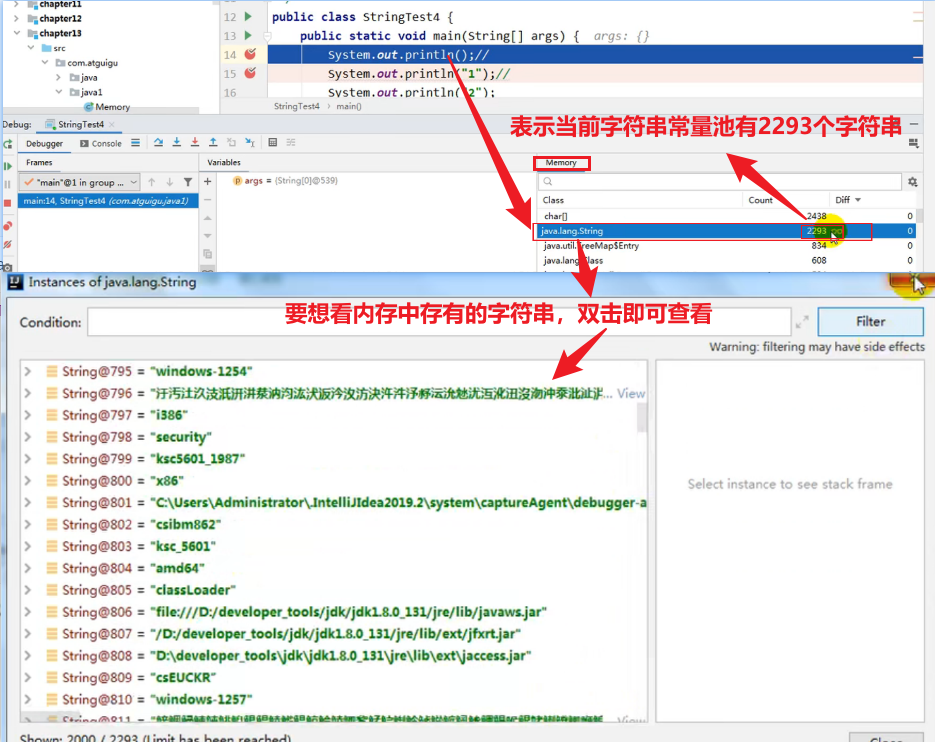 chapter11
chapter12
chapter13
src
com.atguigu
java
java1
Memory
12 public class StringTest4 {
13 public static void main(String[] args) { args: {}
14 System.out.println();//
15 System.out.println("1");//
16 System.out.println("2");
StringTest4 › main()
表示当前字符串常量池有2293个字符串
Debug: StringTest4 ×
Debugger Console
Frames Variables Memory
"main"@1 in group ...
main:14, StringTest4 (com.atguigu.java1)
args = {String[0]@539}
Class Count Diff
char[] 2438 0
java.lang.String 2293 0
java.util.TreeMap$Entry 834 0
java.lang.Class 608 0
Instances of java.lang.String
要想看内存中存有的字符串，双击即可查看
Condition: Filter
Warning: filtering may have side effects
String@795 = "windows-1254"
String@796 = ... View
String@797 = "i386"
String@798 = "security"
String@799 = "ksc5601_1987"
String@800 = "x86"
String@801 = "C:\Users\Administrator\.IntelliJIdea2019.2\system\captureAgent\debugger-a
String@802 = "csibm862"
String@803 = "ksc_5601"
String@804 = "amd64"
String@805 = "classLoader"
String@806 = "file:///D:/developer_tools/jdk/jdk1.8.0_131/jre/lib/javaws.jar"
String@807 = "/D:/developer_tools/jdk/jdk1.8.0_131/jre/lib/ext/jfxrt.jar"
String@808 = "D:\developer_tools\jdk\jdk1.8.0_131\jre\lib\ext\jaccess.jar"
String@809 = "csEUCKR"
String@810 = "windows-1257"
String@811 = View
Select instance to see stack frame
Shown: 2000 / 2293 (Limit has been reached)
Close